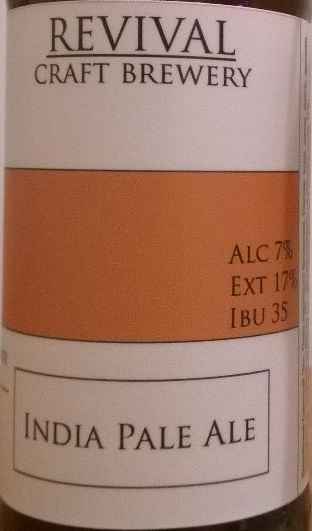 REVIVAL
CRAFT BREWERY
ALC 7%
EXT 17%
IBU 35
INDIA PALE ALE